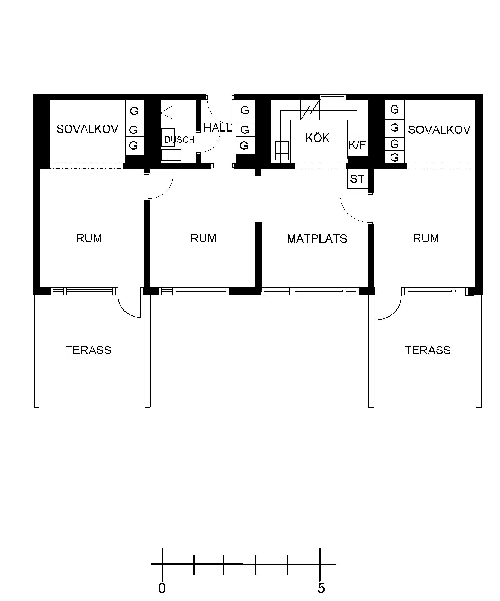 G G G
SOVALKOV G HALL G KÖK G SOVALKOV
G DUSCH G K/F G
G
ST
RUM RUM MATPLATS RUM
TERASS TERASS
0 5